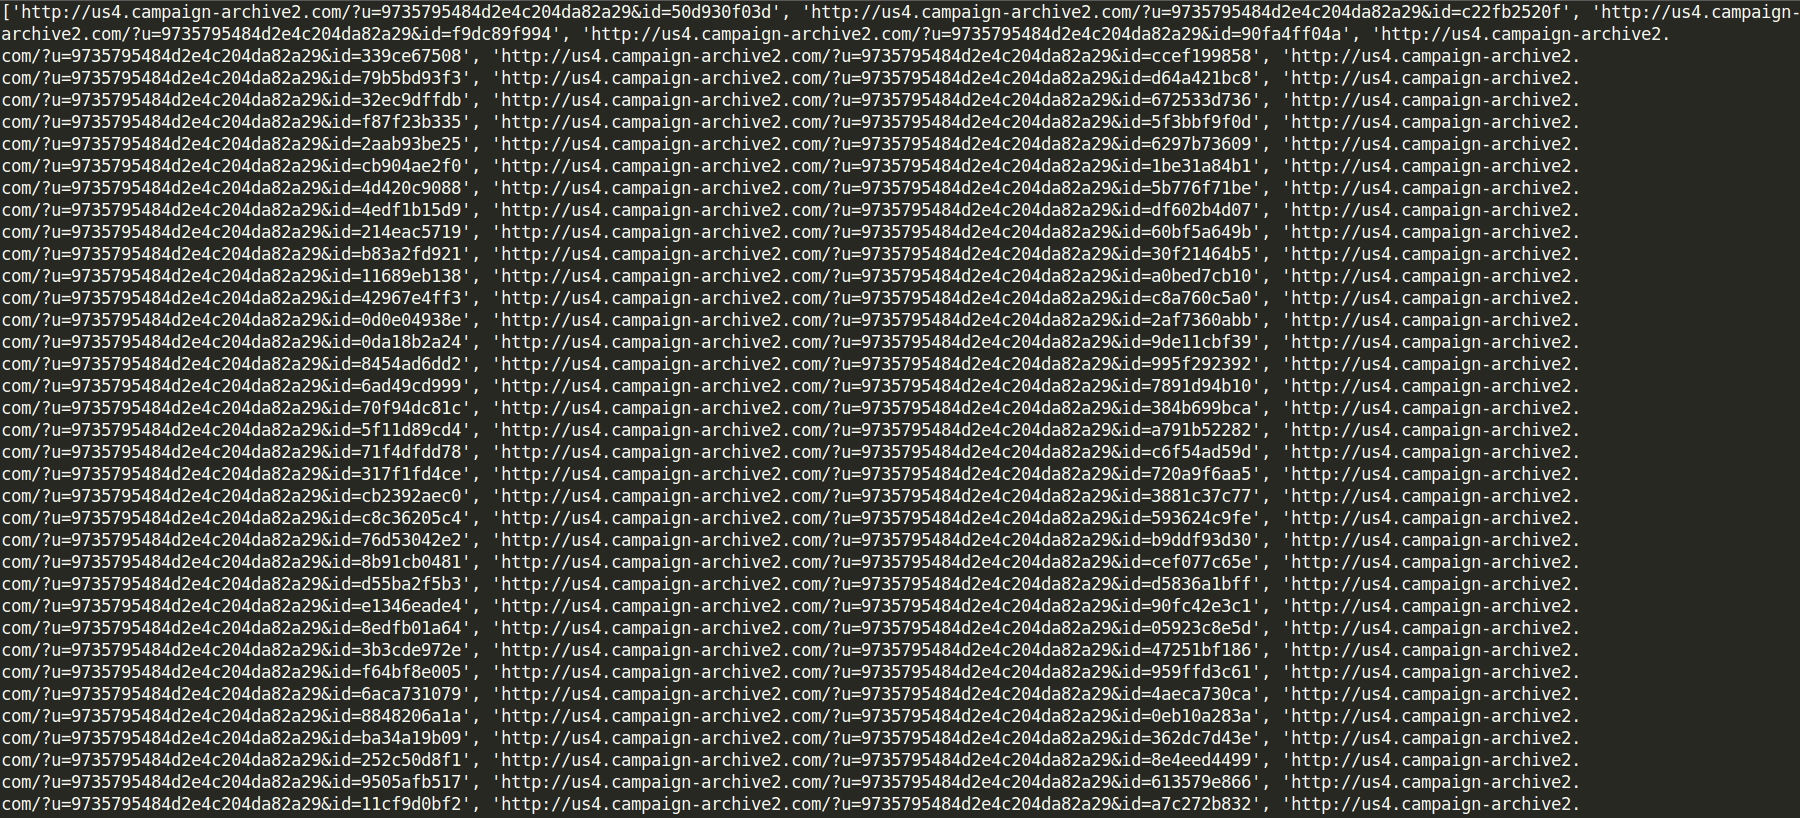 ['http://us4.campaign-archive2.com/?u=9735795484d2e4c204da82a29&id=50d930f03d', 'http://us4.campaign-archive2.com/?u=9735795484d2e4c204da82a29&id=c22fb2520f', 'http://us4.campaign-
archive2.com/?u=9735795484d2e4c204da82a29&id=f9dc89f994', 'http://us4.campaign-archive2.com/?u=9735795484d2e4c204da82a29&id=90fa4ff04a', 'http://us4.campaign-archive2.
com/?u=9735795484d2e4c204da82a29&id=339ce67508', 'http://us4.campaign-archive2.com/?u=9735795484d2e4c204da82a29&id=ccef199858', 'http://us4.campaign-archive2.
com/?u=9735795484d2e4c204da82a29&id=79b5bd93f3', 'http://us4.campaign-archive2.com/?u=9735795484d2e4c204da82a29&id=d64a421bc8', 'http://us4.campaign-archive2.
com/?u=9735795484d2e4c204da82a29&id=32ec9dffdb', 'http://us4.campaign-archive2.com/?u=9735795484d2e4c204da82a29&id=672533d736', 'http://us4.campaign-archive2.
com/?u=9735795484d2e4c204da82a29&id=f87f23b335', 'http://us4.campaign-archive2.com/?u=9735795484d2e4c204da82a29&id=5f3bbf9f0d', 'http://us4.campaign-archive2.
com/?u=9735795484d2e4c204da82a29&id=2aab93be25', 'http://us4.campaign-archive2.com/?u=9735795484d2e4c204da82a29&id=6297b73609', 'http://us4.campaign-archive2.
com/?u=9735795484d2e4c204da82a29&id=cb904ae2f0', 'http://us4.campaign-archive2.com/?u=9735795484d2e4c204da82a29&id=1be31a84b1', 'http://us4.campaign-archive2.
com/?u=9735795484d2e4c204da82a29&id=4d420c9088', 'http://us4.campaign-archive2.com/?u=9735795484d2e4c204da82a29&id=5b776f71be', 'http://us4.campaign-archive2.
com/?u=9735795484d2e4c204da82a29&id=4edf1b15d9', 'http://us4.campaign-archive2.com/?u=9735795484d2e4c204da82a29&id=df602b4d07', 'http://us4.campaign-archive2.
com/?u=9735795484d2e4c204da82a29&id=214eac5719', 'http://us4.campaign-archive2.com/?u=9735795484d2e4c204da82a29&id=60bf5a649b', 'http://us4.campaign-archive2.
com/?u=9735795484d2e4c204da82a29&id=b83a2fd921', 'http://us4.campaign-archive2.com/?u=9735795484d2e4c204da82a29&id=30f21464b5', 'http://us4.campaign-archive2.
com/?u=9735795484d2e4c204da82a29&id=11689eb138', 'http://us4.campaign-archive2.com/?u=9735795484d2e4c204da82a29&id=a0bed7cb10', 'http://us4.campaign-archive2.
com/?u=9735795484d2e4c204da82a29&id=42967e4ff3', 'http://us4.campaign-archive2.com/?u=9735795484d2e4c204da82a29&id=c8a760c5a0', 'http://us4.campaign-archive2.
com/?u=9735795484d2e4c204da82a29&id=0d0e04938e', 'http://us4.campaign-archive2.com/?u=9735795484d2e4c204da82a29&id=2af7360abb', 'http://us4.campaign-archive2.
com/?u=9735795484d2e4c204da82a29&id=0da18b2a24', 'http://us4.campaign-archive2.com/?u=9735795484d2e4c204da82a29&id=9de11cbf39', 'http://us4.campaign-archive2.
com/?u=9735795484d2e4c204da82a29&id=8454ad6dd2', 'http://us4.campaign-archive2.com/?u=9735795484d2e4c204da82a29&id=995f292392', 'http://us4.campaign-archive2.
com/?u=9735795484d2e4c204da82a29&id=6ad49cd999', 'http://us4.campaign-archive2.com/?u=9735795484d2e4c204da82a29&id=7891d94b10', 'http://us4.campaign-archive2.
com/?u=9735795484d2e4c204da82a29&id=70f94dc81c', 'http://us4.campaign-archive2.com/?u=9735795484d2e4c204da82a29&id=384b699bca', 'http://us4.campaign-archive2.
com/?u=9735795484d2e4c204da82a29&id=5f11d89cd4', 'http://us4.campaign-archive2.com/?u=9735795484d2e4c204da82a29&id=a791b52282', 'http://us4.campaign-archive2.
com/?u=9735795484d2e4c204da82a29&id=71f4dfdd78', 'http://us4.campaign-archive2.com/?u=9735795484d2e4c204da82a29&id=c6f54ad59d', 'http://us4.campaign-archive2.
com/?u=9735795484d2e4c204da82a29&id=317f1fd4ce', 'http://us4.campaign-archive2.com/?u=9735795484d2e4c204da82a29&id=720a9f6aa5', 'http://us4.campaign-archive2.
com/?u=9735795484d2e4c204da82a29&id=cb2392aec0', 'http://us4.campaign-archive2.com/?u=9735795484d2e4c204da82a29&id=3881c37c77', 'http://us4.campaign-archive2.
com/?u=9735795484d2e4c204da82a29&id=c8c36205c4', 'http://us4.campaign-archive2.com/?u=9735795484d2e4c204da82a29&id=593624c9fe', 'http://us4.campaign-archive2.
com/?u=9735795484d2e4c204da82a29&id=76d53042e2', 'http://us4.campaign-archive2.com/?u=9735795484d2e4c204da82a29&id=b9ddf93d30', 'http://us4.campaign-archive2.
com/?u=9735795484d2e4c204da82a29&id=8b91cb0481', 'http://us4.campaign-archive2.com/?u=9735795484d2e4c204da82a29&id=cef077c65e', 'http://us4.campaign-archive2.
com/?u=9735795484d2e4c204da82a29&id=d55ba2f5b3', 'http://us4.campaign-archive2.com/?u=9735795484d2e4c204da82a29&id=d5836a1bff', 'http://us4.campaign-archive2.
com/?u=9735795484d2e4c204da82a29&id=e1346eade4', 'http://us4.campaign-archive2.com/?u=9735795484d2e4c204da82a29&id=90fc42e3c1', 'http://us4.campaign-archive2.
com/?u=9735795484d2e4c204da82a29&id=8edfb01a64', 'http://us4.campaign-archive2.com/?u=9735795484d2e4c204da82a29&id=05923c8e5d', 'http://us4.campaign-archive2.
com/?u=9735795484d2e4c204da82a29&id=3b3cde972e', 'http://us4.campaign-archive2.com/?u=9735795484d2e4c204da82a29&id=47251bf186', 'http://us4.campaign-archive2.
com/?u=9735795484d2e4c204da82a29&id=f64bf8e005', 'http://us4.campaign-archive2.com/?u=9735795484d2e4c204da82a29&id=959ffd3c61', 'http://us4.campaign-archive2.
com/?u=9735795484d2e4c204da82a29&id=6aca731079', 'http://us4.campaign-archive2.com/?u=9735795484d2e4c204da82a29&id=4aeca730ca', 'http://us4.campaign-archive2.
com/?u=9735795484d2e4c204da82a29&id=8848206a1a', 'http://us4.campaign-archive2.com/?u=9735795484d2e4c204da82a29&id=0eb10a283a', 'http://us4.campaign-archive2.
com/?u=9735795484d2e4c204da82a29&id=ba34a19b09', 'http://us4.campaign-archive2.com/?u=9735795484d2e4c204da82a29&id=362dc7d43e', 'http://us4.campaign-archive2.
com/?u=9735795484d2e4c204da82a29&id=252c50d8f1', 'http://us4.campaign-archive2.com/?u=9735795484d2e4c204da82a29&id=8e4eed4499', 'http://us4.campaign-archive2.
com/?u=9735795484d2e4c204da82a29&id=9505afb517', 'http://us4.campaign-archive2.com/?u=9735795484d2e4c204da82a29&id=613579e866', 'http://us4.campaign-archive2.
com/?u=9735795484d2e4c204da82a29&id=11cf9d0bf2', 'http://us4.campaign-archive2.com/?u=9735795484d2e4c204da82a29&id=a7c272b832', 'http://us4.campaign-archive2.